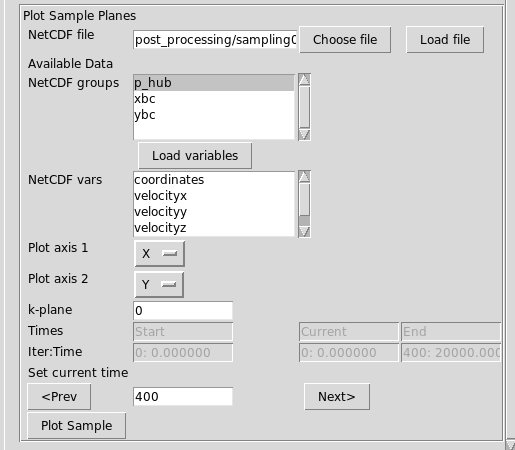 Plot Sample Planes
NetCDF file post_processing/sampling0 Choose file Load file
Available Data
NetCDF groups p_hub
xbc
ybc
Load variables
NetCDF vars coordinates
velocityx
velocityy
velocityz
Plot axis 1 X
Plot axis 2 Y
k-plane 0
Times Start Current End
Iter:Time 0: 0.000000 0: 0.000000 400: 20000.000
Set current time
<Prev 400 Next>
Plot Sample